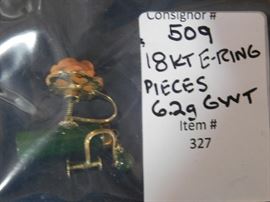 Consignor #
509
18KT E-RING
PIECES
6.2g GWT
Item #
327